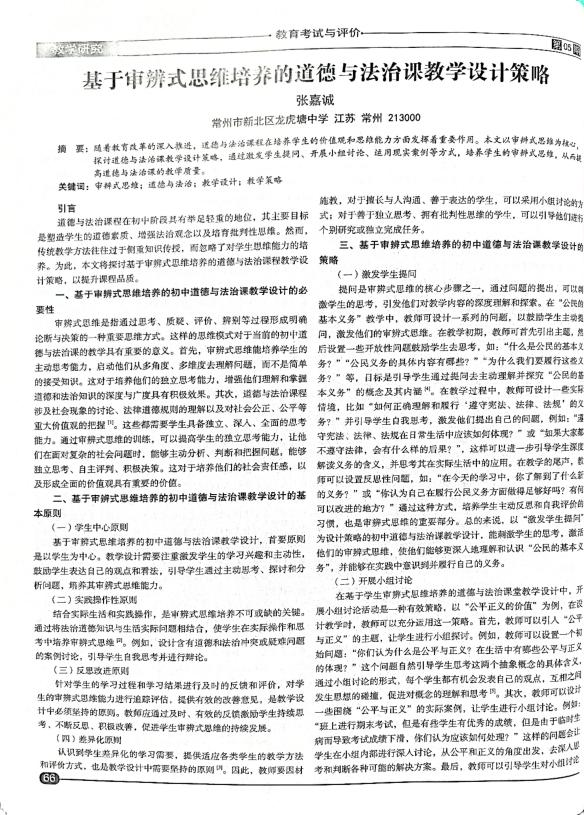 教育考试与评价
教学研究
第05期
基于审辨式思维培养的道德与法治课教学设计策略
张嘉诚
常州市新北区龙虎塘中学 江苏 常州 213000
摘 要：随着教育改革的深入推进，道德与法治课程在培养学生的价值观和思维能力方面发挥着重要作用。本文以审辨式思维为核心，
探讨道德与法治课教学设计策略，通过激发学生提问、开展小组讨论、运用现实案例等方式，培养学生的审辨式思维，从而提
高道德与法治课的教学质量。
关键词：审辨式思维；道德与法治；教学设计；教学策略
引言
道德与法治课程在初中阶段具有举足轻重的地位，其主要目标
是塑造学生的道德素质、增强法治观念以及培育批判性思维。然而，
传统教学方法往往过于侧重知识传授，而忽略了对学生思维能力的培
养。为此，本文将探讨基于审辨式思维培养的道德与法治课程教学设
计策略，以提升课程品质。
一、基于审辨式思维培养的初中道德与法治课教学设计的必
要性
审辨式思维是指通过思考、质疑、评价、辨别等过程形成明确
论断与决策的一种重要思维方式。这样的思维模式对于当前的初中道
德与法治课的教学具有重要的意义。首先，审辨式思维能培养学生的
主动思考能力，启动他们从多角度、多维度去理解问题，而不是简单
的接受知识。这对于培养他们的独立思考能力，增强他们理解和掌握
道德和法治知识的深度与广度具有积极效果。其次，道德与法治课程
涉及社会现象的讨论、法律道德规则的理解以及对社会公正、公平等
重大价值观的把握[1]。这些都需要学生具备独立、深入、全面的思考
能力。通过审辨式思维的训练，可以提高学生的独立思考能力，让他
们在面对复杂的社会问题时，能够主动分析、判断和把握问题，能够
独立思考、自主评判、积极决策。这对于培养他们的社会责任感，以
及形成全面的价值观具有重要的价值。
二、基于审辨式思维培养的初中道德与法治课教学设计的基
本原则
（一）学生中心原则
基于审辨式思维培养的初中道德与法治课教学设计，首要原则
是以学生为中心。教学设计需要注重激发学生的学习兴趣和主动性，
鼓励学生表达自己的观点和看法，引导学生通过主动思考、探讨和分
析问题，培养其审辨式思维能力。
（二）实践操作性原则
结合实际生活和实践操作，是审辨式思维培养不可或缺的关键。
通过将道德法治知识与生活实际问题相结合，使学生在实际操作和思
考中培养审辨式思维[2]。例如，设计含有道德和法治冲突或疑难问题
的案例讨论，引导学生自我思考并进行辩论。
（三）反思改进原则
针对学生的学习过程和学习结果进行及时的反馈和评价，对学
生的审辨式思维能力进行追踪评估，提供有效的改善意见，是教学设
计中必须坚持的原则。教师应通过及时、有效的反馈激励学生持续思
考、不断反思、积极改善，促进学生审辨式思维的持续发展。
（四）差异化原则
认识到学生差异化的学习需要，提供适应各类学生的教学方法
和评价方式，也是教学设计中需要坚持的原则[3]。因此，教师要因材
66
施教，对于擅长与人沟通、善于表达的学生，可以采用小组讨论的方
式；对于善于独立思考、拥有批判性思维的学生，可以引导他们进行
个别研究或独立完成任务。
三、基于审辨式思维培养的初中道德与法治课教学设计的
策略
（一）激发学生提问
提问是审辨式思维的核心步骤之一，通过问题的提出，可以刺
激学生的思考，引发他们对教学内容的深度理解和探索。在“公民的
基本义务”教学中，教师可设计一系列的问题，以鼓励学生主动提
问，激发他们的审辨式思维。在教学初期，教师可首先引出主题，然
后设置一些开放性问题鼓励学生去思考，如：“什么是公民的基本义
务？”“公民义务的具体内容有哪些？”“为什么我们要履行这些义
务？”等，目标是引导学生通过提问去主动理解并探究“公民的基
本义务”的概念及其内涵[4]。在教学过程中，教师可设计一些实际
情境，比如“如何正确理解和履行‘遵守宪法、法律、法规’的义
务？”并引导学生自我思考，激发他们提出自己的问题，例如：“遵
守宪法、法律、法规在日常生活中应该如何体现？”或“如果大家都
不遵守法律，会有什么样的后果？”，这样可以进一步引导学生深度
解读义务的含义，并思考其在实际生活中的应用。在教学的尾声，教
师可以设置反思性问题，如：“在今天的学习中，你了解到了什么新
的义务？”或“你认为自己在履行公民义务方面做得足够好吗？有何
可以改进的地方？”通过这种方式，培养学生主动反思和自我评价的
习惯，也是审辨式思维的重要部分。总的来说，以“激发学生提问”
为设计策略的初中道德与法治课教学设计，能刺激学生的思考，激活
他们的审辨式思维，使他们能够更深入地理解和认识“公民的基本义
务”，并能够在实践中意识到并履行自己的义务。
（二）开展小组讨论
在基于学生审辨式思维培养的道德与法治课堂教学设计中，开
展小组讨论活动是一种有效策略，以“公平正义的价值”为例，在设
计教学时，教师可以充分运用这一策略。首先，教师可以引入“公平
与正义”的主题，让学生进行小组探讨。例如，教师可以设置一个初
始问题：“你们认为什么是公平与正义？在生活中有哪些公平与正义
的体现？”这个问题自然引导学生思考这两个抽象概念的具体含义，
通过小组讨论的形式，每个学生都有机会发表自己的观点，互相之间
发生思想的碰撞，促进对概念的理解和思考[5]。其次，教师可以设计
一些围绕“公平与正义”的实际案例，让学生进行小组讨论。例如：
“班上进行期末考试，但是有些学生有优秀的成绩，但是由于临时生
病而导致考试成绩下滑，你们认为应该如何处理？”这样的问题会让
学生在小组内部进行深入讨论，从公平和正义的角度出发，去深入思
考和判断各种可能的解决方案。最后，教师可以引导学生对小组讨论